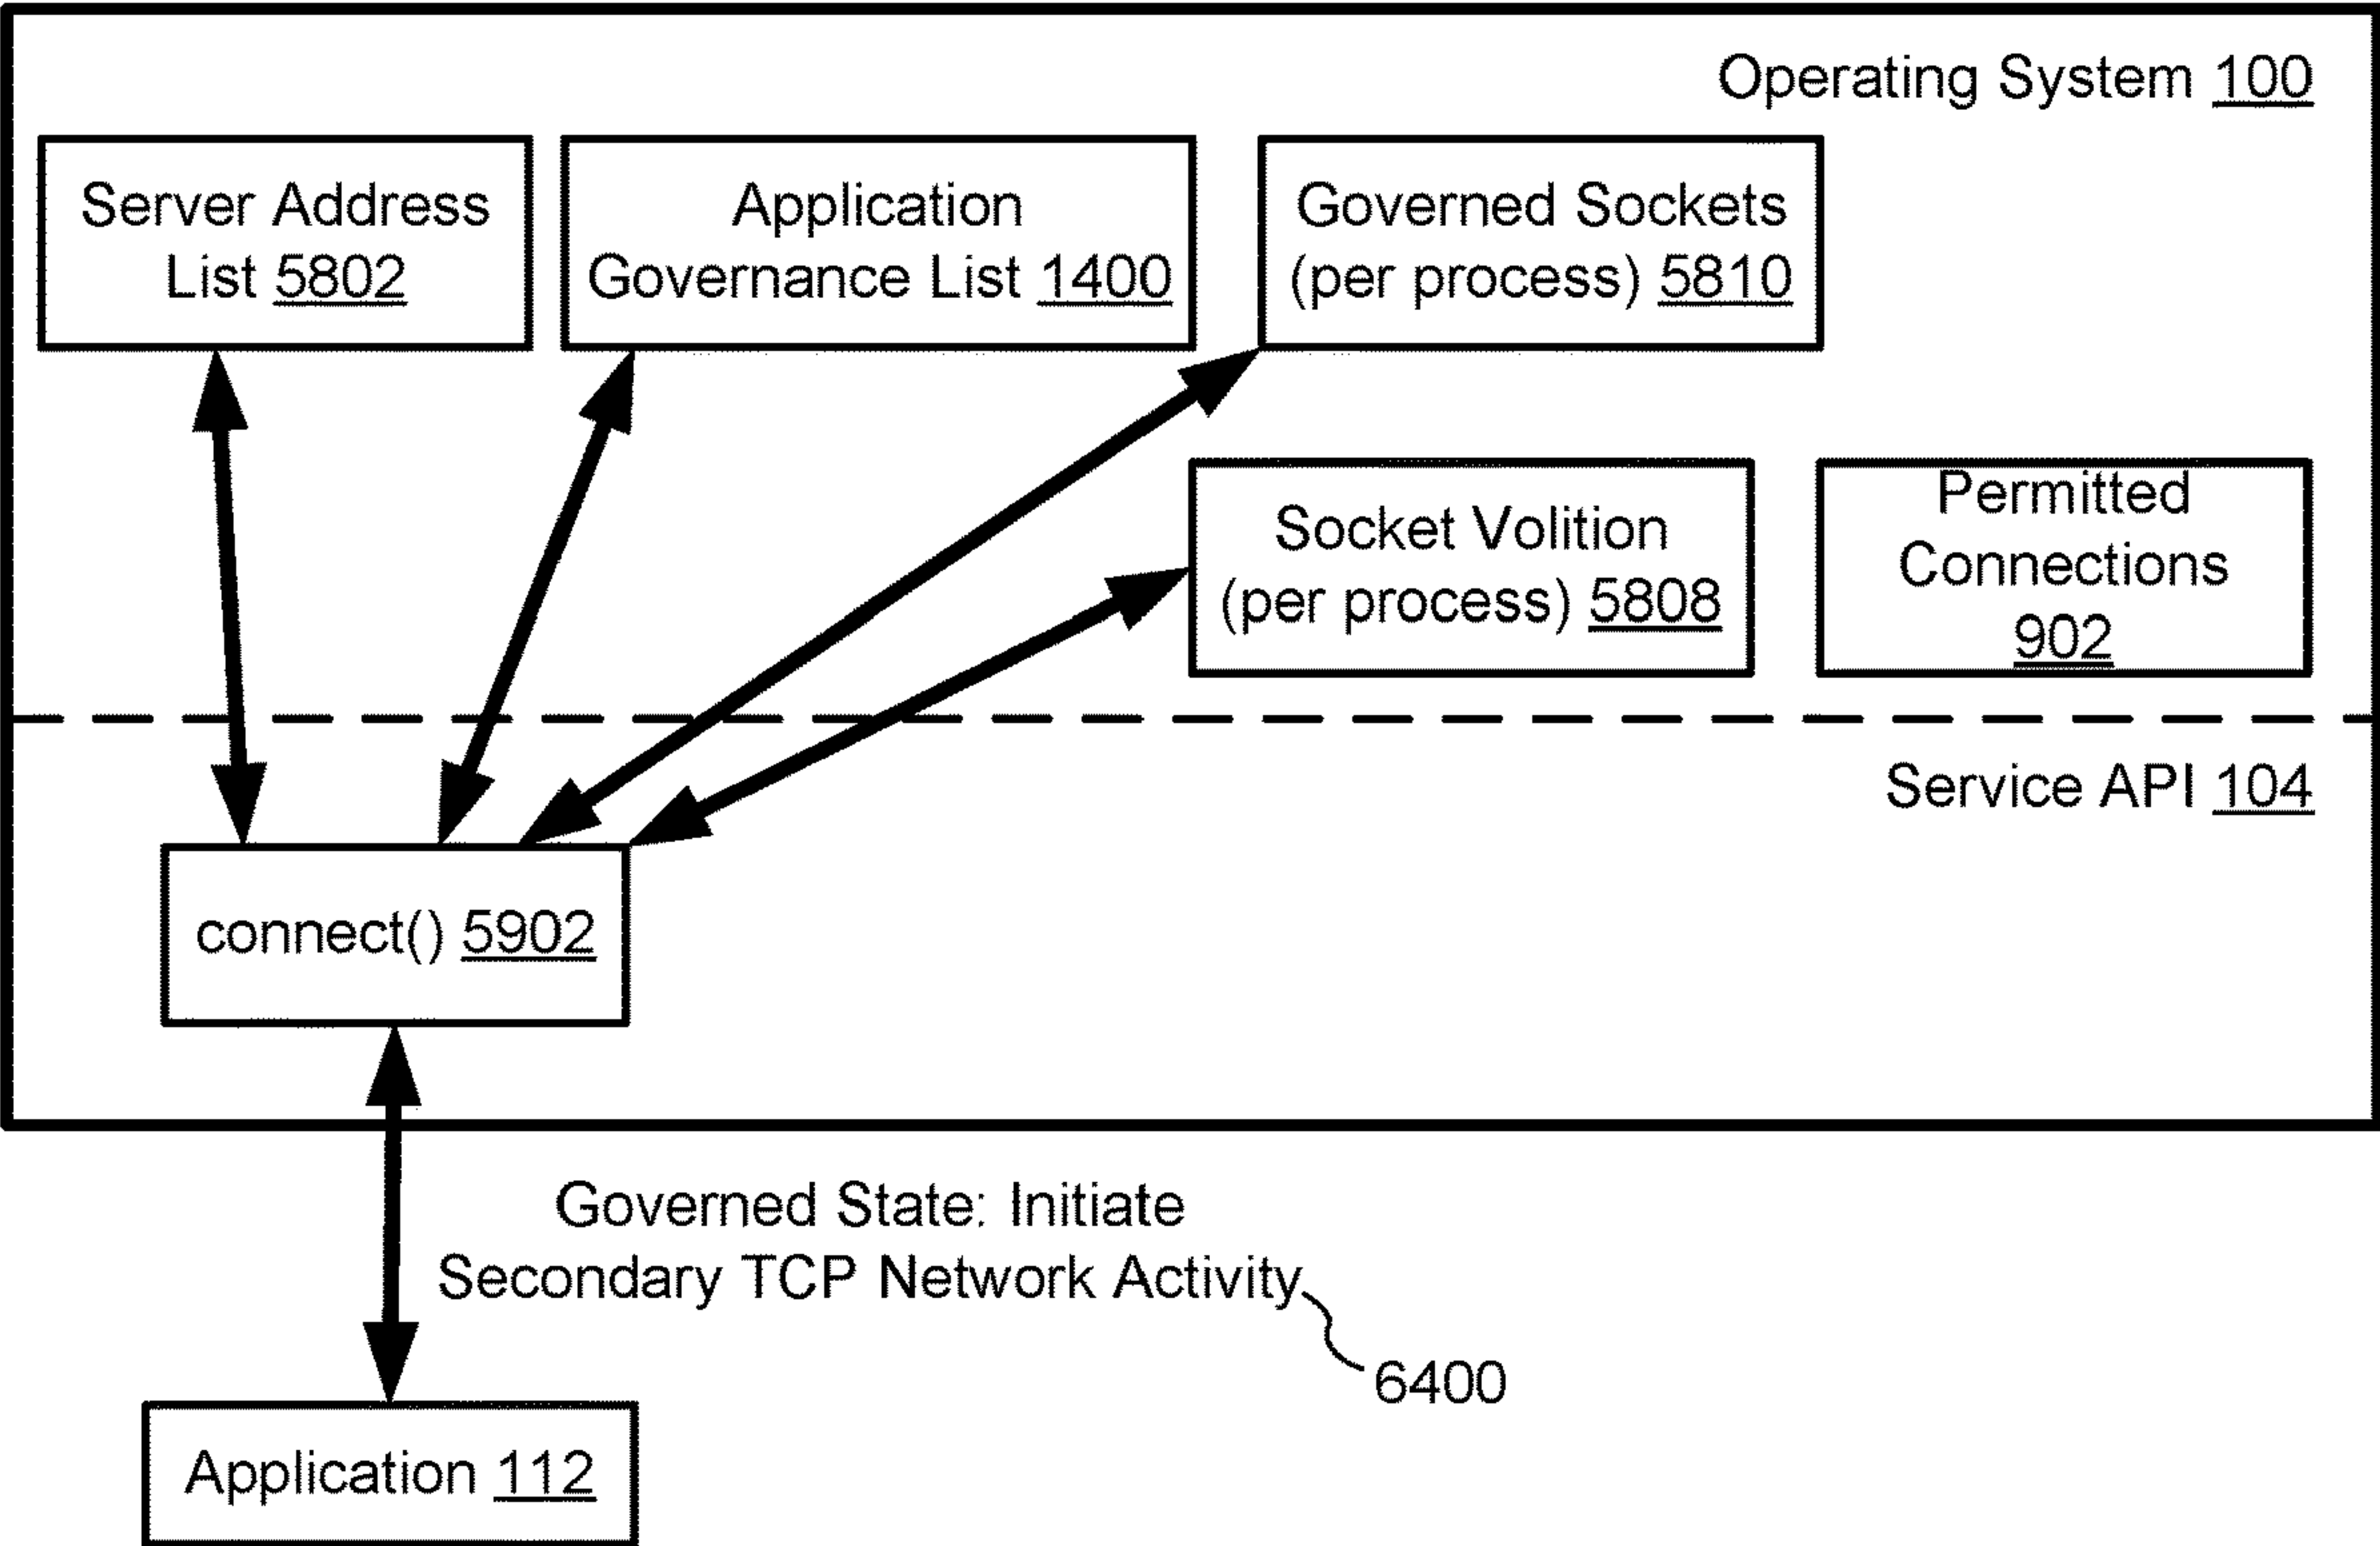 Operating System 100
Server Address
List 5802
Application
Governance List 1400
Governed Sockets
(per process) 5810
Socket Volition
(per process) 5808
Permitted
Connections
902
Service API 104
connect() 5902
Governed State: Initiate
Secondary TCP Network Activity
6400
Application 112